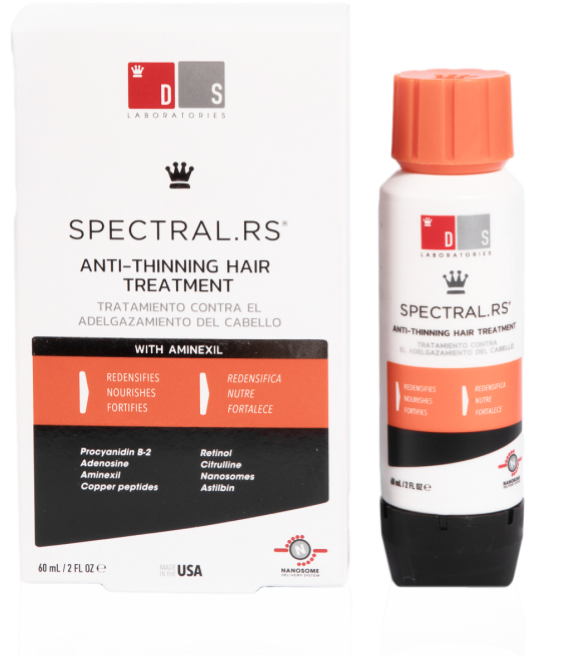 D S
LABORATORIES
SPECTRAL.RS®
ANTI-THINNING HAIR
TREATMENT
TRATAMIENTO CONTRA EL
ADELGAZAMIENTO DEL CABELLO
WITH AMINEXIL
REDENSIFIES
NOURISHES
FORTIFIES
REDENSIFICA
NUTRE
FORTALECE
Procyanidin B-2
Adenosine
Aminexil
Copper peptides
Retinol
Citrulline
Nanosomes
Astilbin
60 mL / 2 FL OZ ℮
MADE
IN THE USA
N
NANOSOME
DELIVERY SYSTEM
D S
LABORATORIES
SPECTRAL.RS®
ANTI-THINNING HAIR TREATMENT
TRATAMIENTO CONTRA
EL ADELGAZAMIENTO DEL CABELLO
REDENSIFIES
NOURISHES
FORTIFIES
REDENSIFICA
NUTRE
FORTALECE
60 mL / 2 FL OZ ℮
N
NANOSOME
DELIVERY SYSTEM